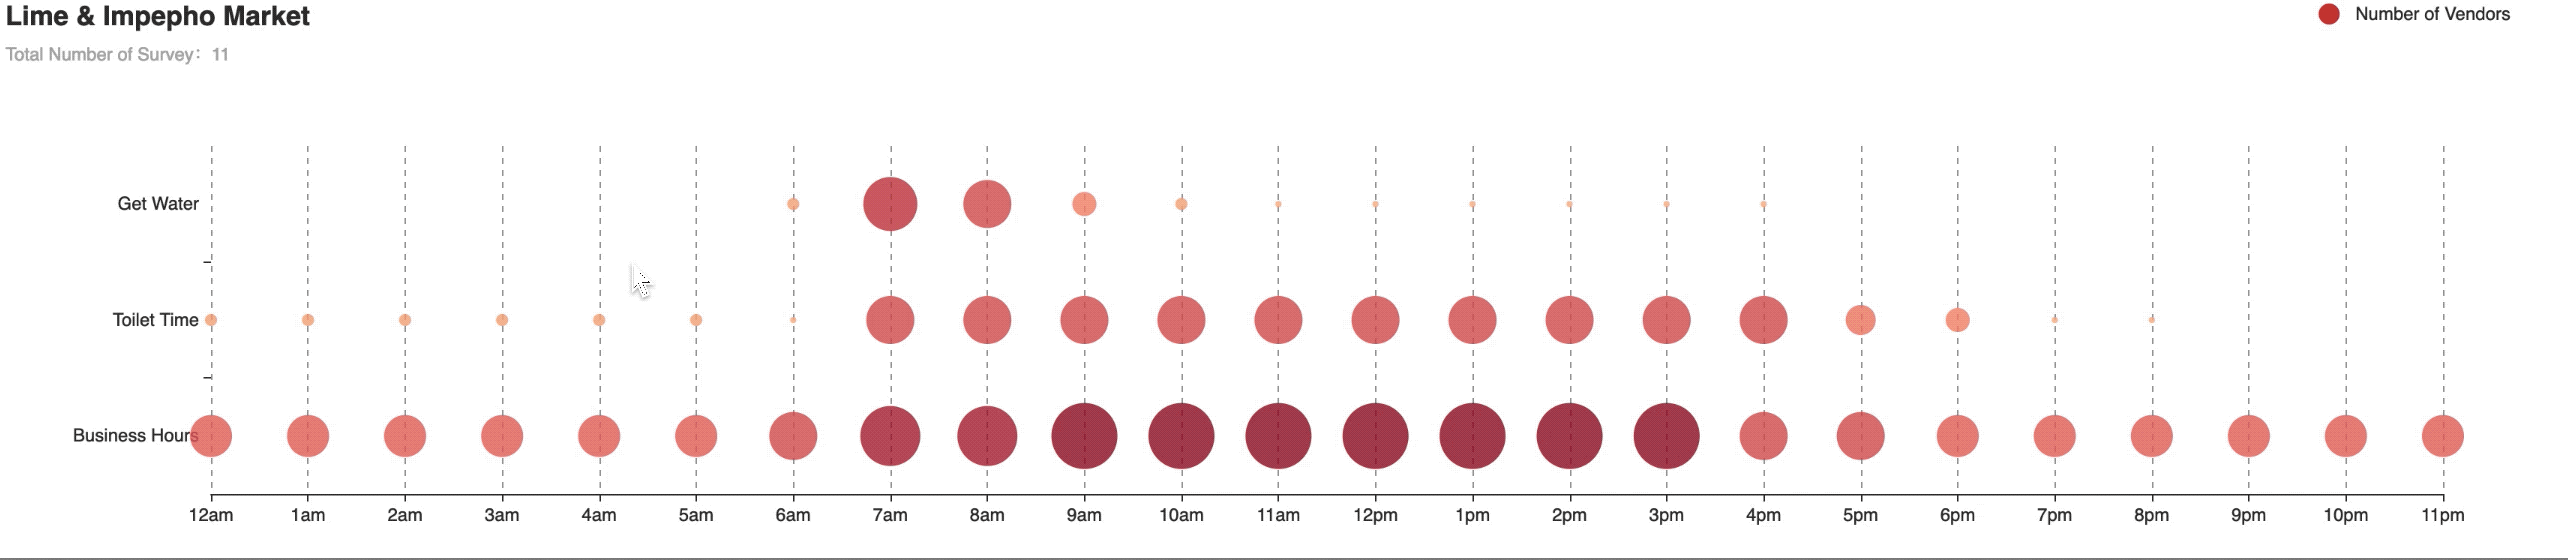 Lime & Impepho Market
Number of Vendors
Total Number of Survey: 11
Get Water
Toilet Time
Business Hours
12am 1am 2am 3am 4am 5am 6am 7am 8am 9am 10am 11am 12pm 1pm 2pm 3pm 4pm 5pm 6pm 7pm 8pm 9pm 10pm 11pm